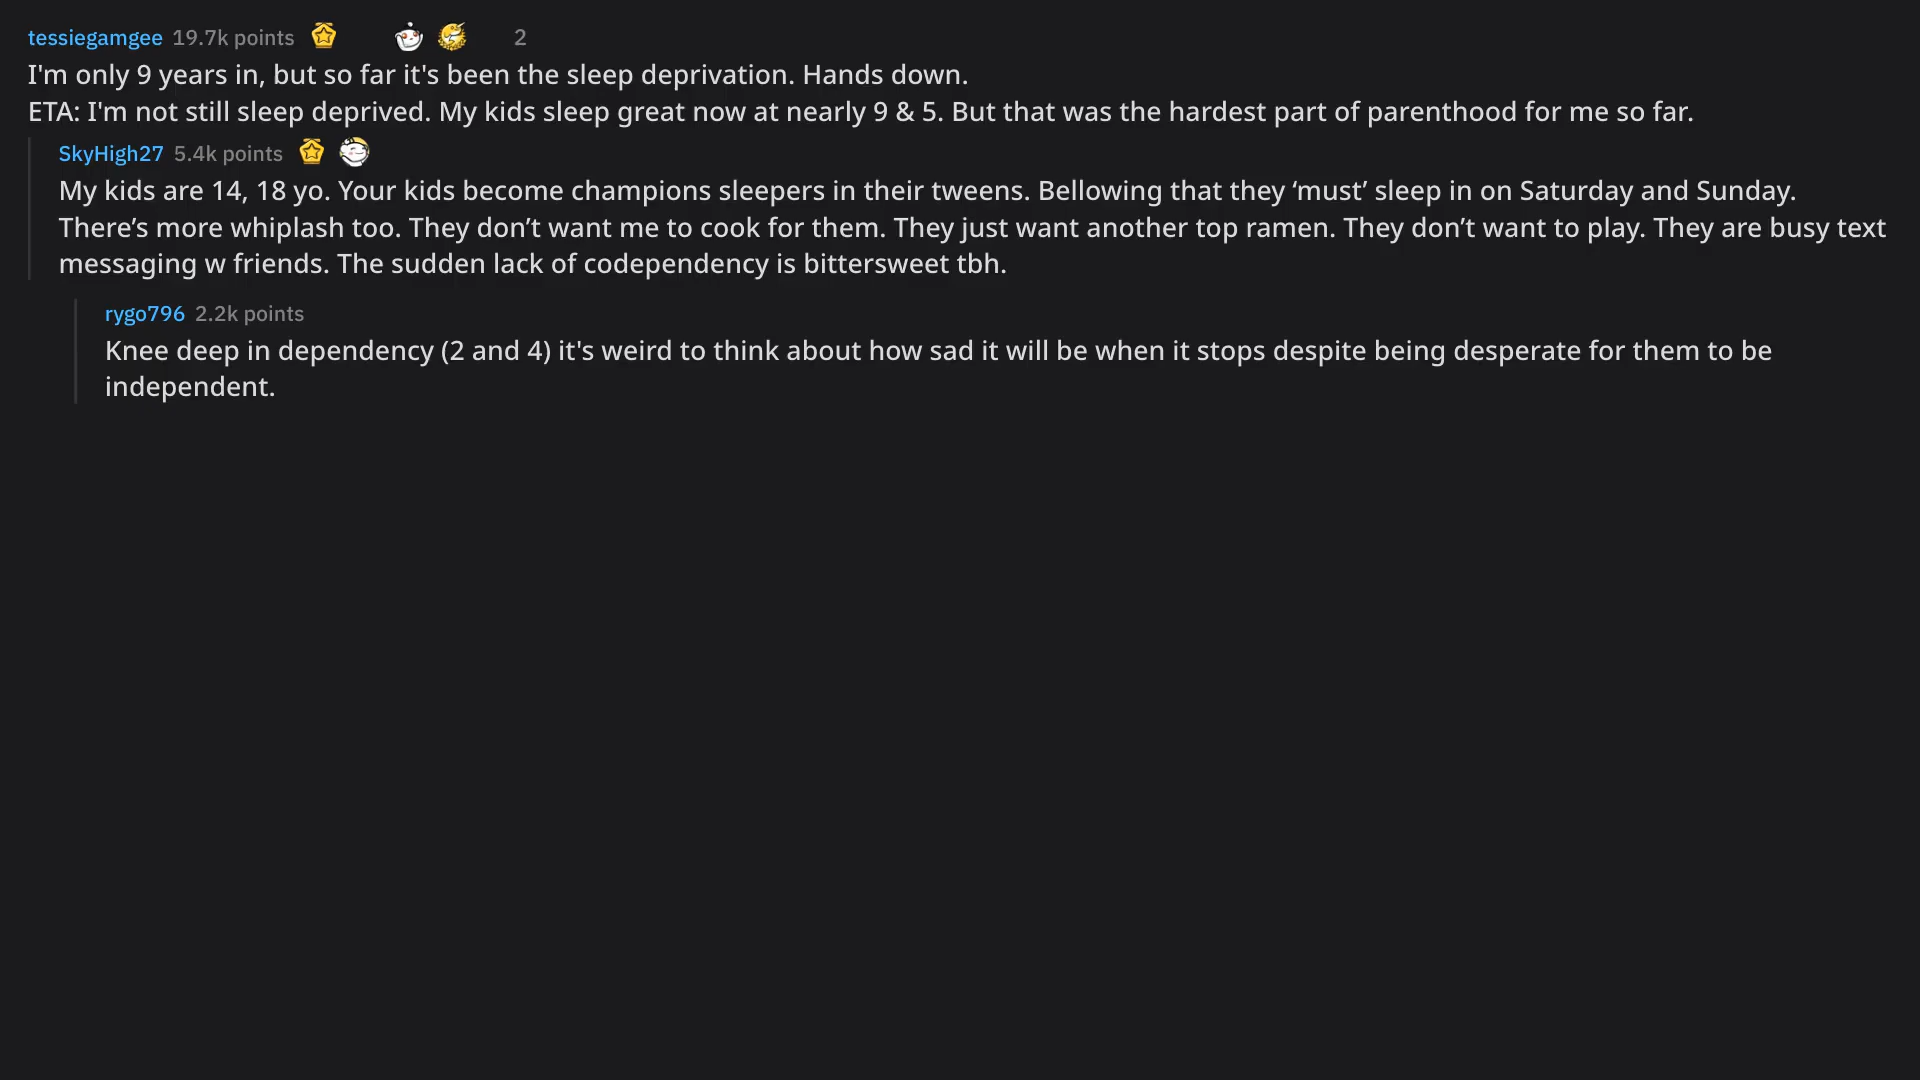 tessiegamgee 19.7k points 2
I'm only 9 years in, but so far it's been the sleep deprivation. Hands down.
ETA: I'm not still sleep deprived. My kids sleep great now at nearly 9 & 5. But that was the hardest part of parenthood for me so far.
SkyHigh27 5.4k points
My kids are 14, 18 yo. Your kids become champions sleepers in their tweens. Bellowing that they ‘must’ sleep in on Saturday and Sunday.
There’s more whiplash too. They don’t want me to cook for them. They just want another top ramen. They don’t want to play. They are busy text
messaging w friends. The sudden lack of codependency is bittersweet tbh.
rygo796 2.2k points
Knee deep in dependency (2 and 4) it's weird to think about how sad it will be when it stops despite being desperate for them to be
independent.